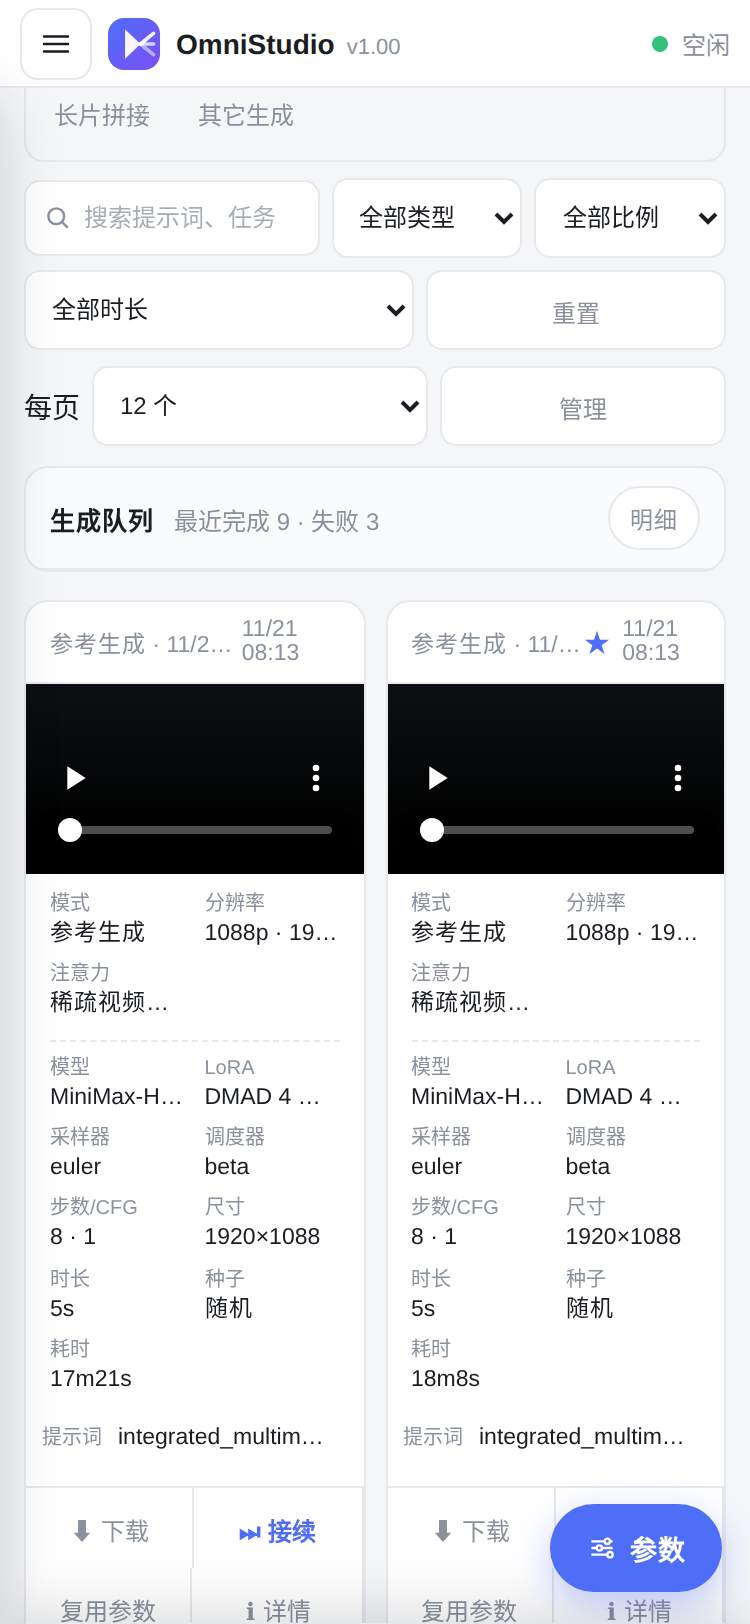 OmniStudio v1.00 空闲
长片拼接 其它生成
搜索提示词、任务 全部类型 全部比例
全部时长 重置
每页 12 个 管理
生成队列 最近完成 9 · 失败 3 明细
参考生成 · 11/2… 11/21 08:13
参考生成 · 11/… ★ 11/21 08:13
模式 分辨率
参考生成 1088p · 19…
注意力
稀疏视频…
模型 LoRA
MiniMax-H… DMAD 4 …
采样器 调度器
euler beta
步数/CFG 尺寸
8 · 1 1920×1088
时长 种子
5s 随机
耗时
17m21s
提示词 integrated_multim…
下载 接续
复用参数 详情
模式 分辨率
参考生成 1088p · 19…
注意力
稀疏视频…
模型 LoRA
MiniMax-H… DMAD 4 …
采样器 调度器
euler beta
步数/CFG 尺寸
8 · 1 1920×1088
时长 种子
5s 随机
耗时
18m8s
提示词 integrated_multim…
下载 参数
复用参数 详情